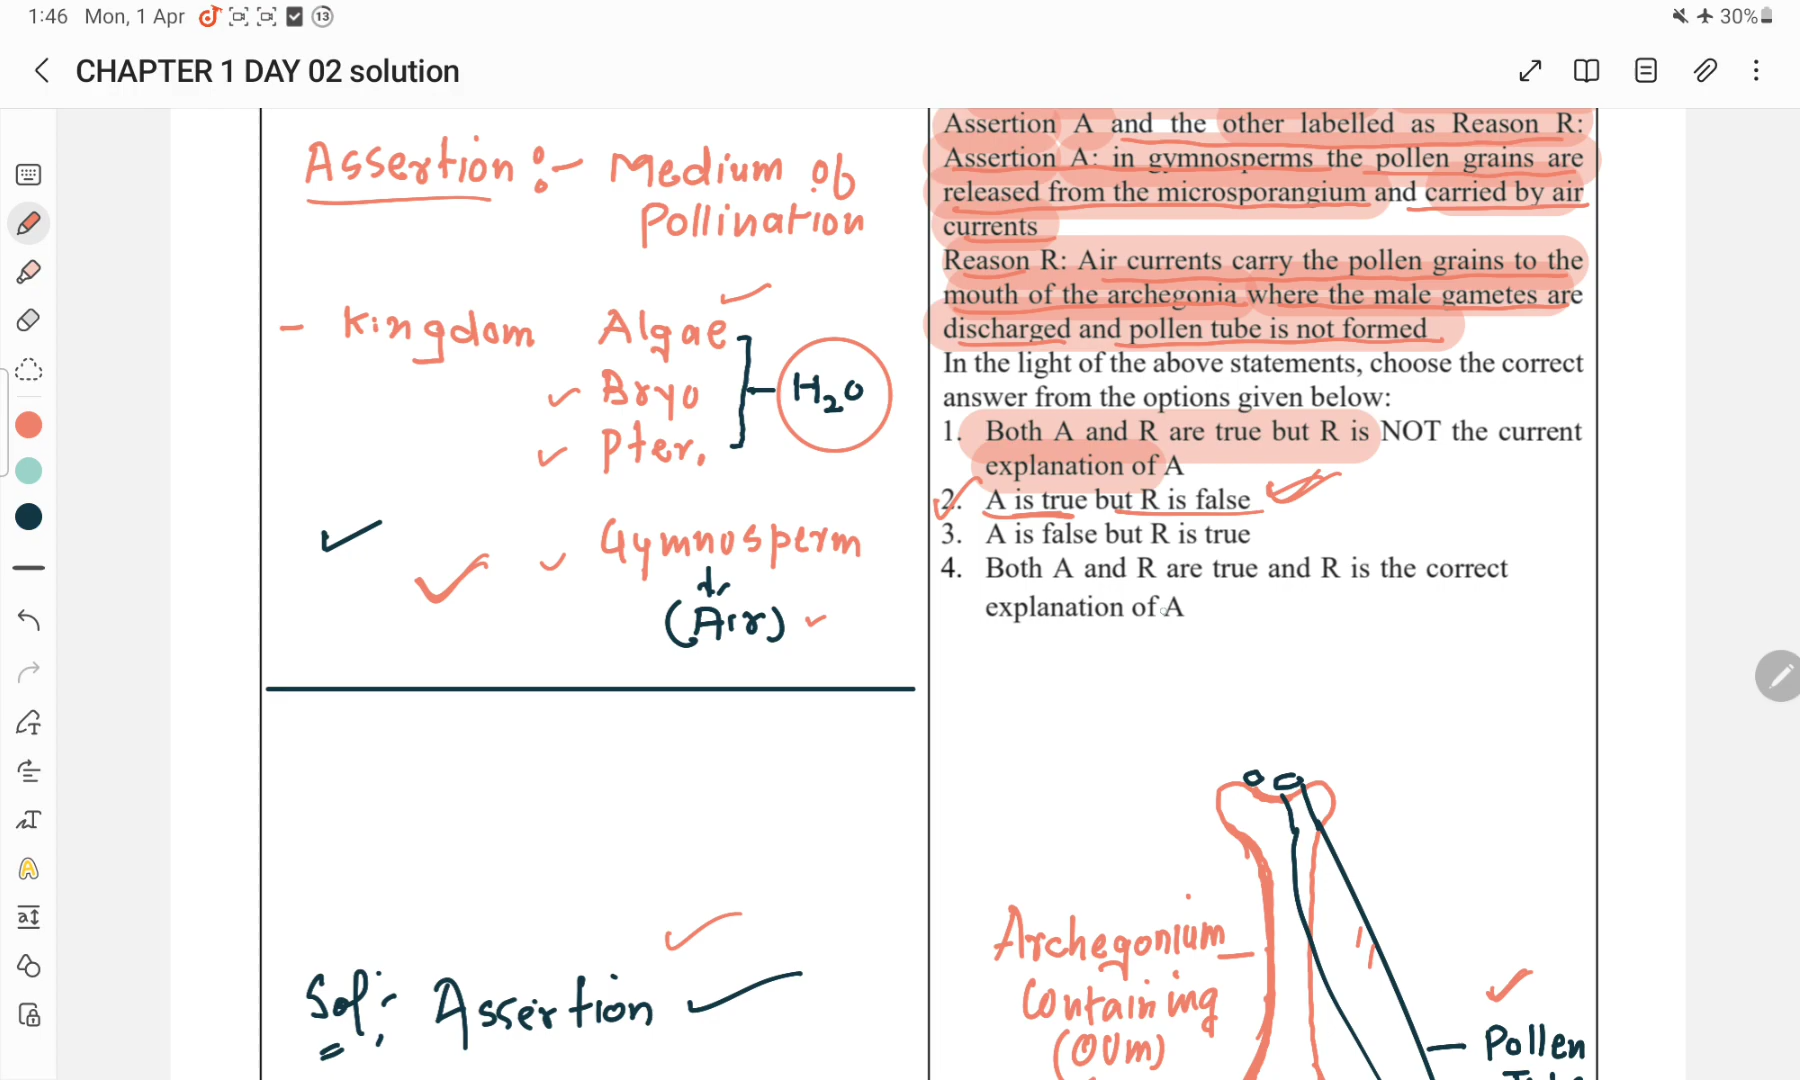 1:46 Mon, 1 Apr 13 30%
CHAPTER 1 DAY 02 solution
Assertion :- Medium of
Pollination
- Kingdom Algae
Bryo
Pter.
H2O
Gymnosperm
(Air)
Sol: Assertion
Assertion A and the other labelled as Reason R:
Assertion A: in gymnosperms the pollen grains are
released from the microsporangium and carried by air
currents
Reason R: Air currents carry the pollen grains to the
mouth of the archegonia where the male gametes are
discharged and pollen tube is not formed
In the light of the above statements, choose the correct
answer from the options given below:
1. Both A and R are true but R is NOT the current
explanation of A
2. A is true but R is false
3. A is false but R is true
4. Both A and R are true and R is the correct
explanation of A
Archegonium
Containing
(OVm)
Pollen